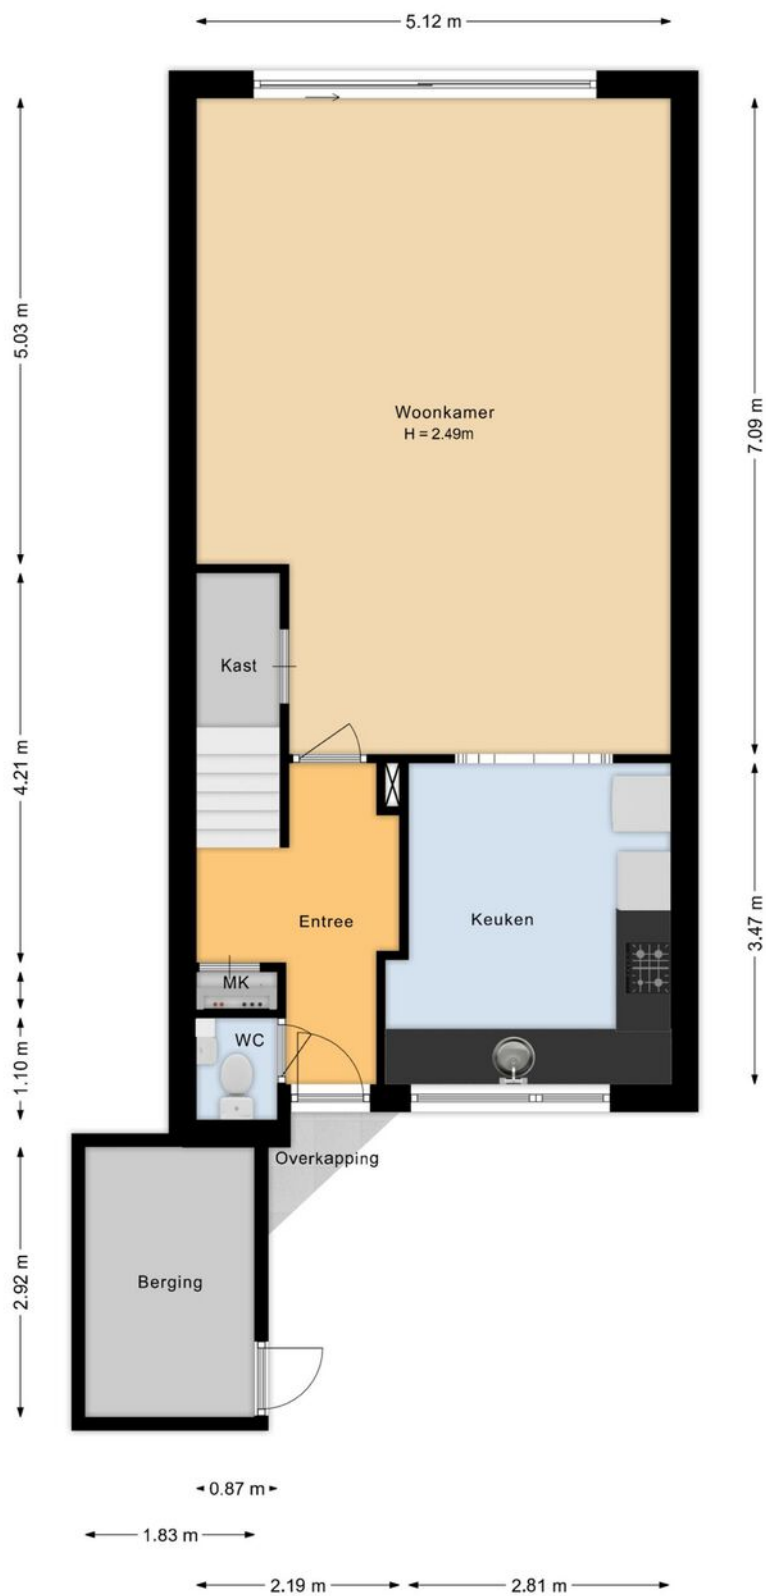 5.12 m
5.03 m
7.09 m
Woonkamer
H = 2.49m
Kast
4.21 m
Entree
Keuken
3.47 m
MK
WC
1.10 m
Overkapping
Berging
2.92 m
0.87 m
1.83 m
2.19 m
2.81 m